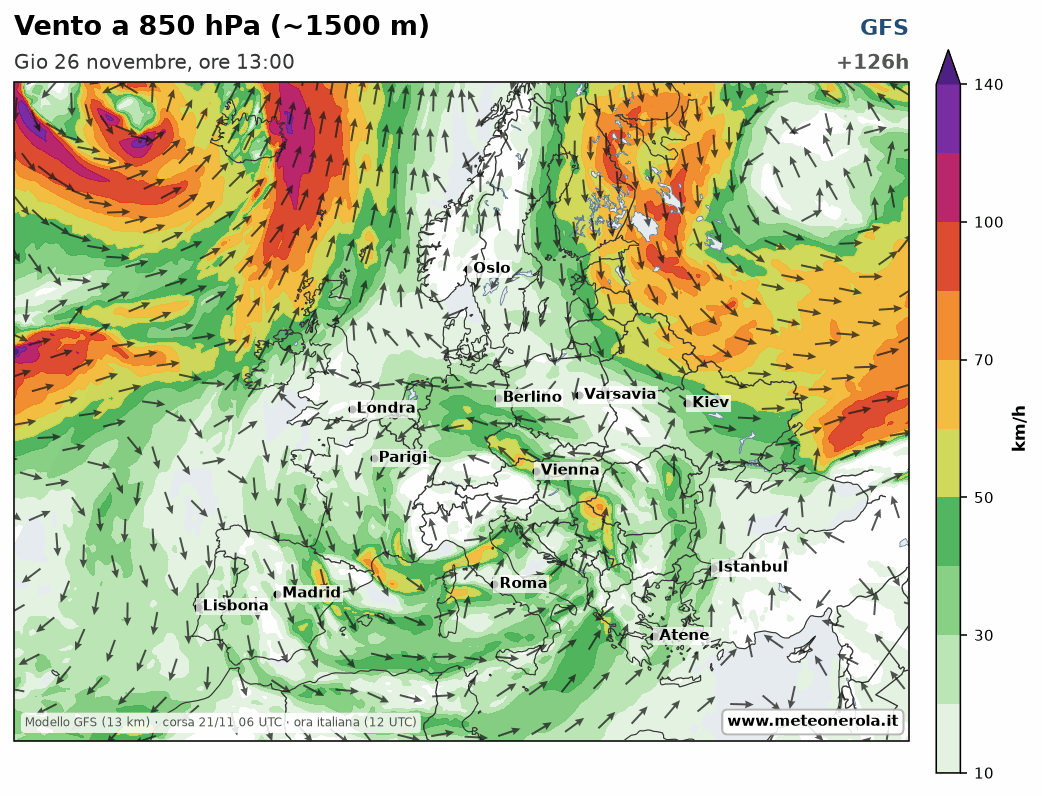 Vento a 850 hPa (~1500 m)
GFS
Gio 26 novembre, ore 13:00
+126h
140
100
70
50
30
10
km/h
Oslo
Londra
Berlino
Varsavia
Kiev
Parigi
Vienna
Istanbul
Roma
Madrid
Lisbona
Atene
Modello GFS (13 km) · corsa 21/11 06 UTC · ora italiana (12 UTC)
www.meteonerola.it